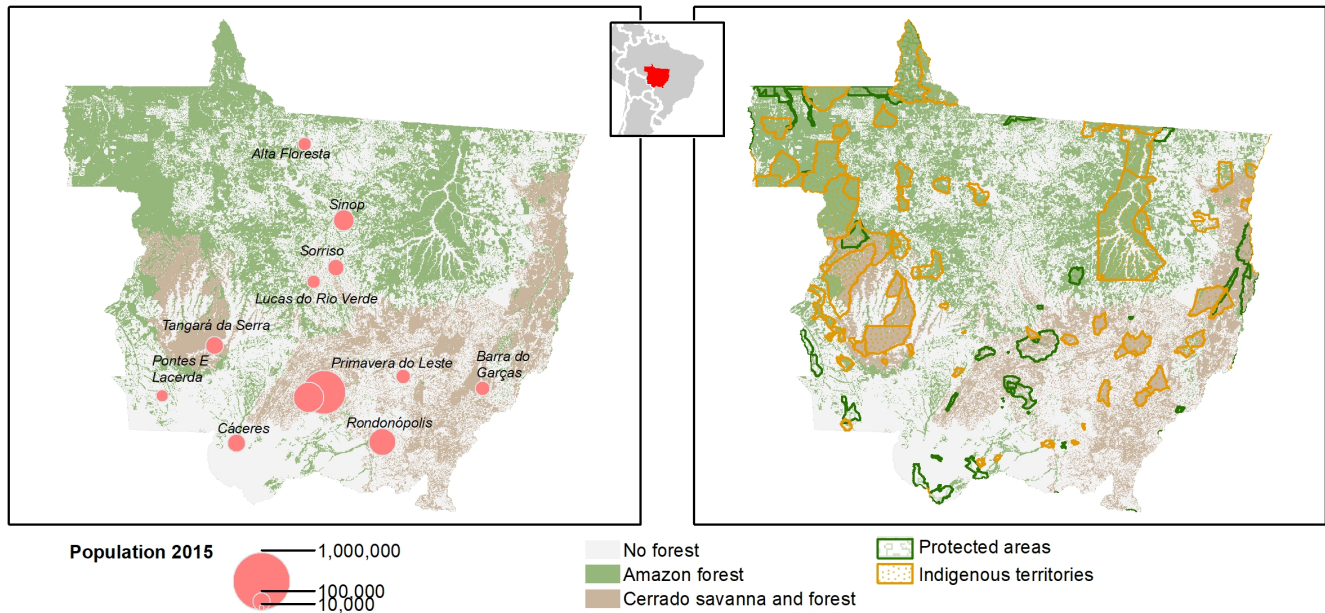 Alta Floresta
Sinop
Sorriso
Lucas do Rio Verde
Tangará da Serra
Pontes E
Lacerda
Primavera do Leste
Barra do
Garças
Cáceres
Rondonópolis
Population 2015
1,000,000
100,000
10,000
No forest
Amazon forest
Cerrado savanna and forest
Protected areas
Indigenous territories